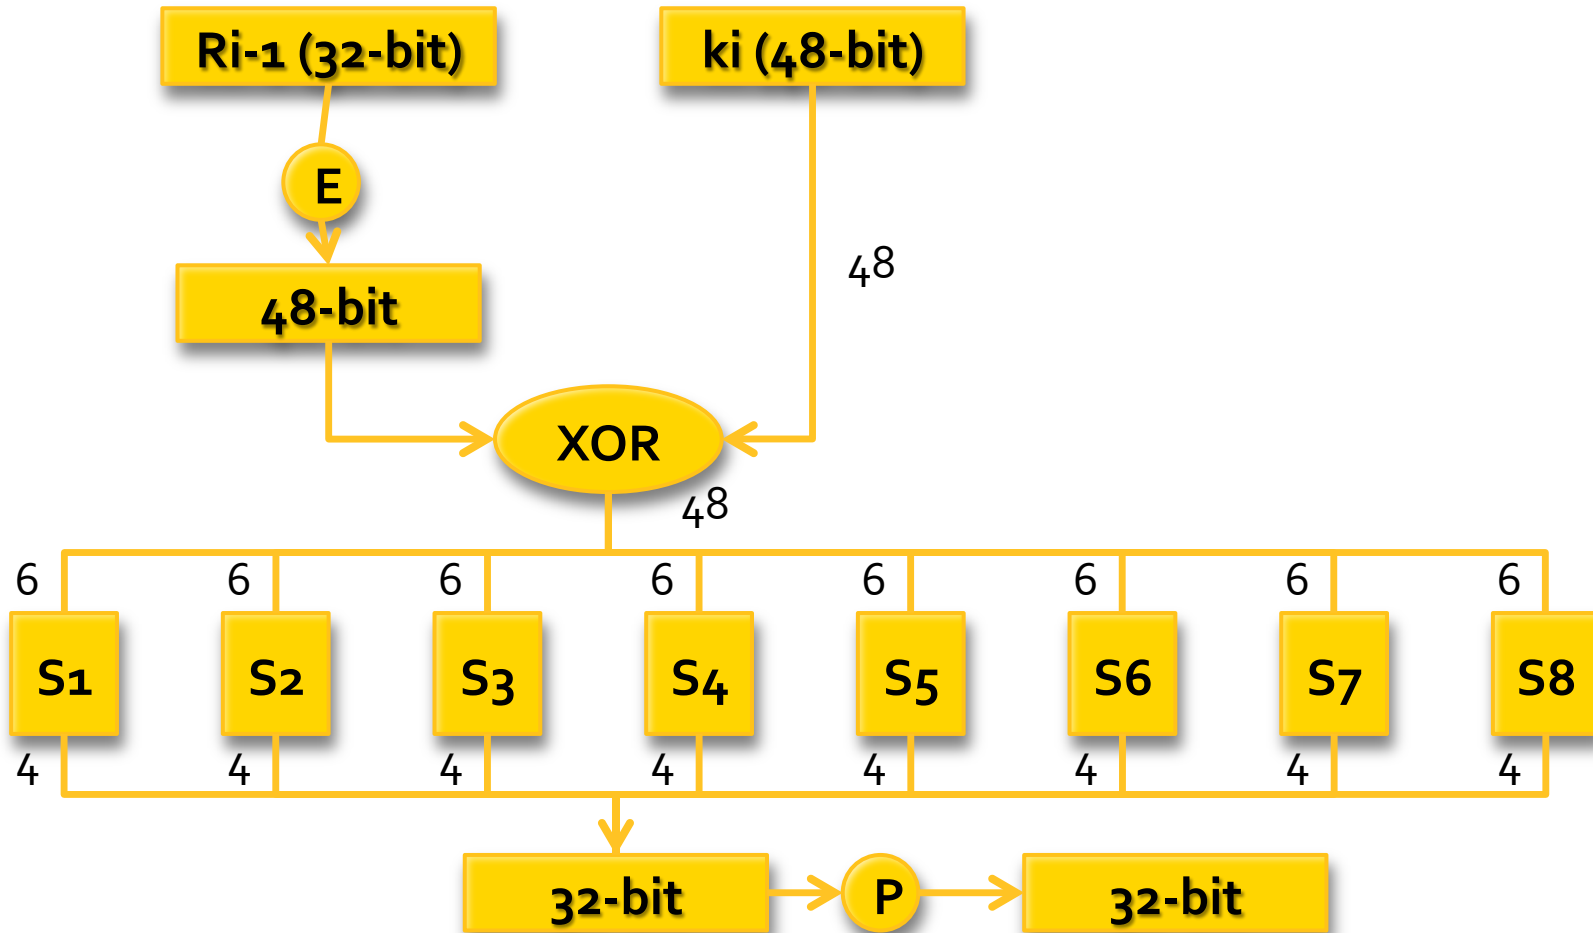 Ri-1 (32-bit)
ki (48-bit)
E
48
48-bit
XOR
48
6 6 6 6 6 6 6 6
S1 S2 S3 S4 S5 S6 S7 S8
4 4 4 4 4 4 4 4
32-bit
P
32-bit